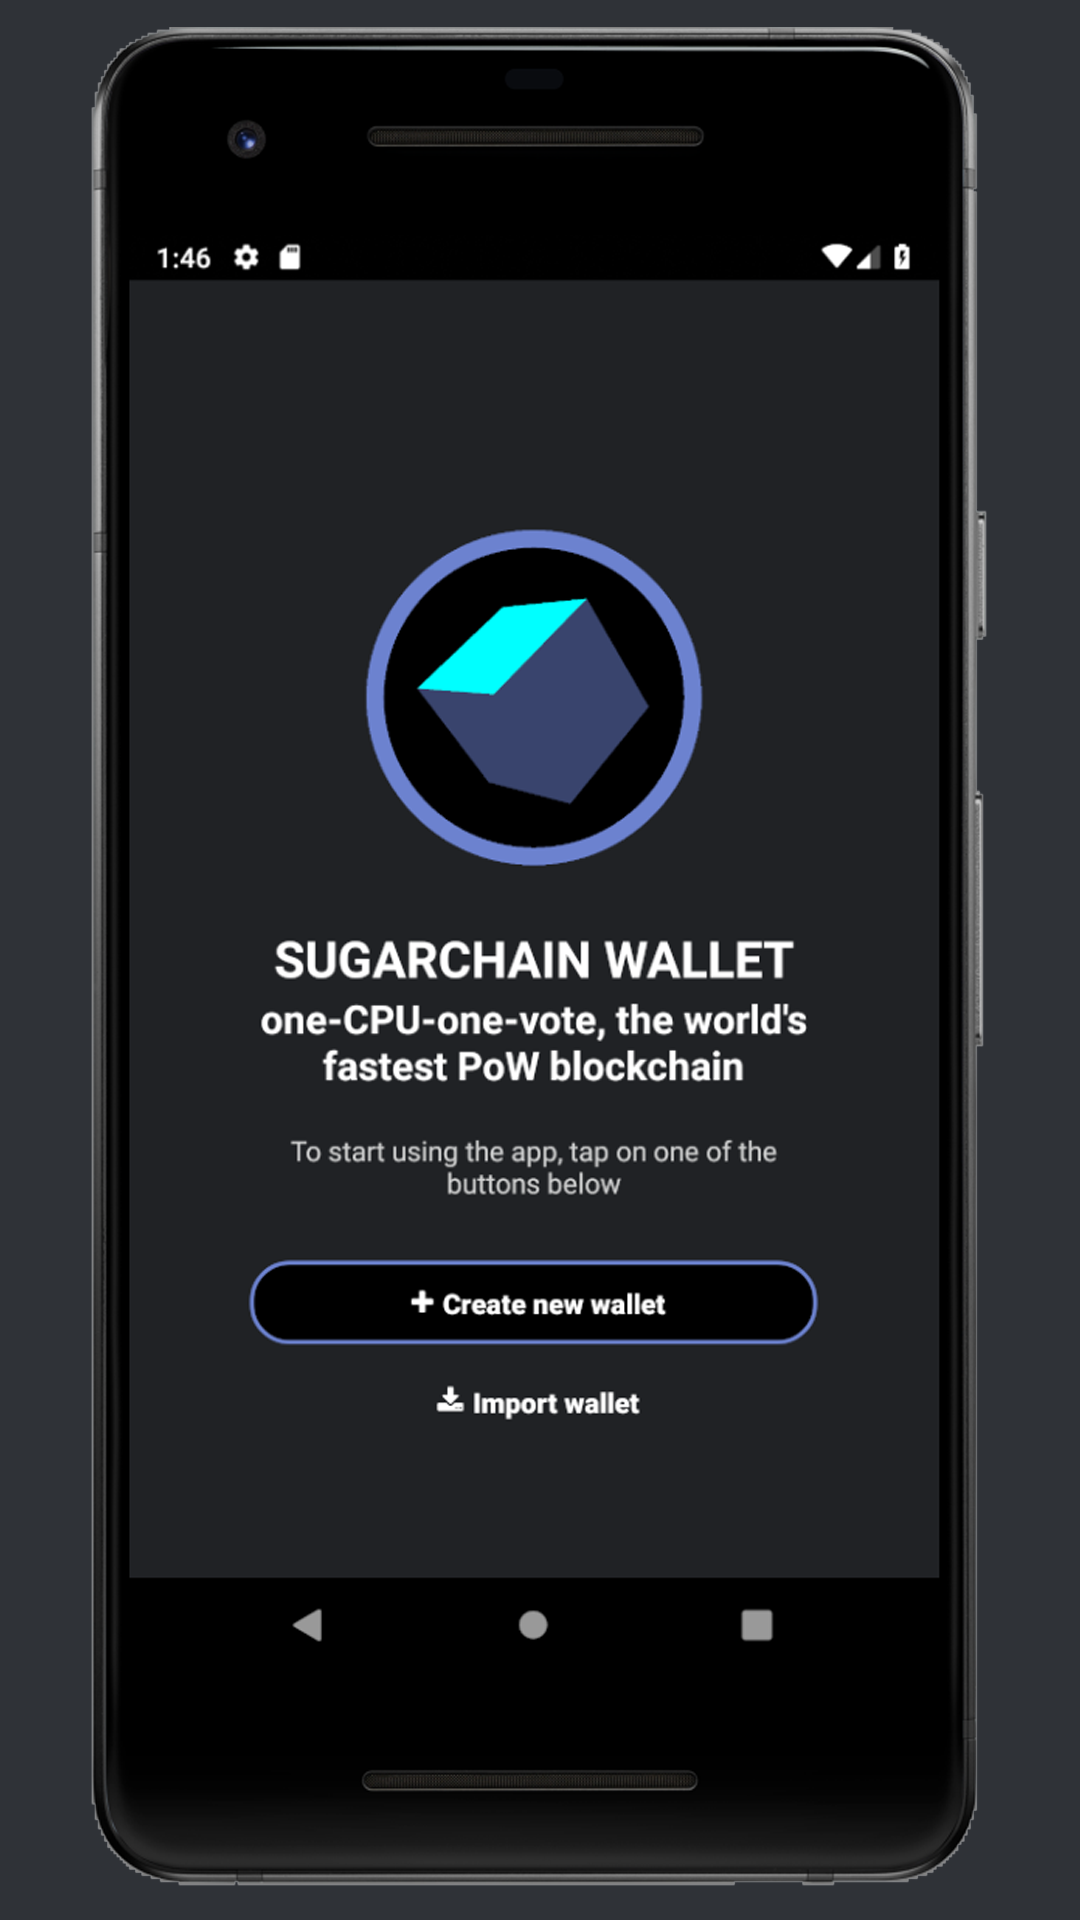 1:46
SUGARCHAIN WALLET
one-CPU-one-vote, the world's
fastest PoW blockchain
To start using the app, tap on one of the
buttons below
Create new wallet
Import wallet